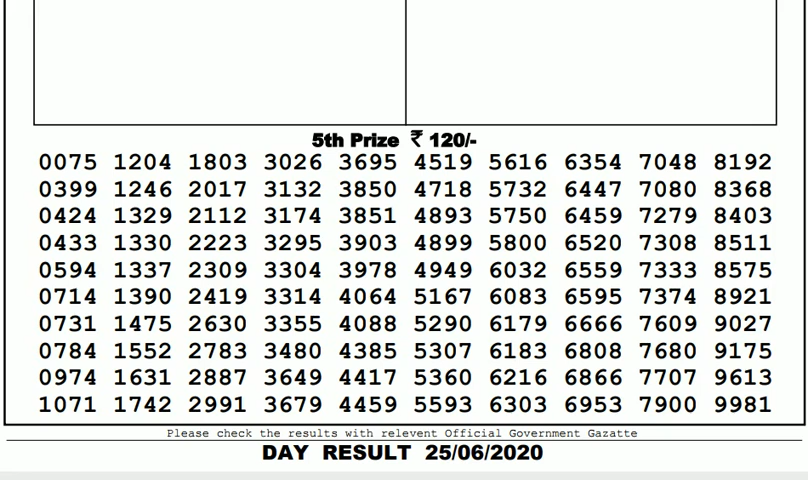 5th Prize ₹ 120/-
0075 1204 1803 3026 3695 4519 5616 6354 7048 8192
0399 1246 2017 3132 3850 4718 5732 6447 7080 8368
0424 1329 2112 3174 3851 4893 5750 6459 7279 8403
0433 1330 2223 3295 3903 4899 5800 6520 7308 8511
0594 1337 2309 3304 3978 4949 6032 6559 7333 8575
0714 1390 2419 3314 4064 5167 6083 6595 7374 8921
0731 1475 2630 3355 4088 5290 6179 6666 7609 9027
0784 1552 2783 3480 4385 5307 6183 6808 7680 9175
0974 1631 2887 3649 4417 5360 6216 6866 7707 9613
1071 1742 2991 3679 4459 5593 6303 6953 7900 9981
Please check the results with relevent Official Government Gazatte
DAY RESULT 25/06/2020